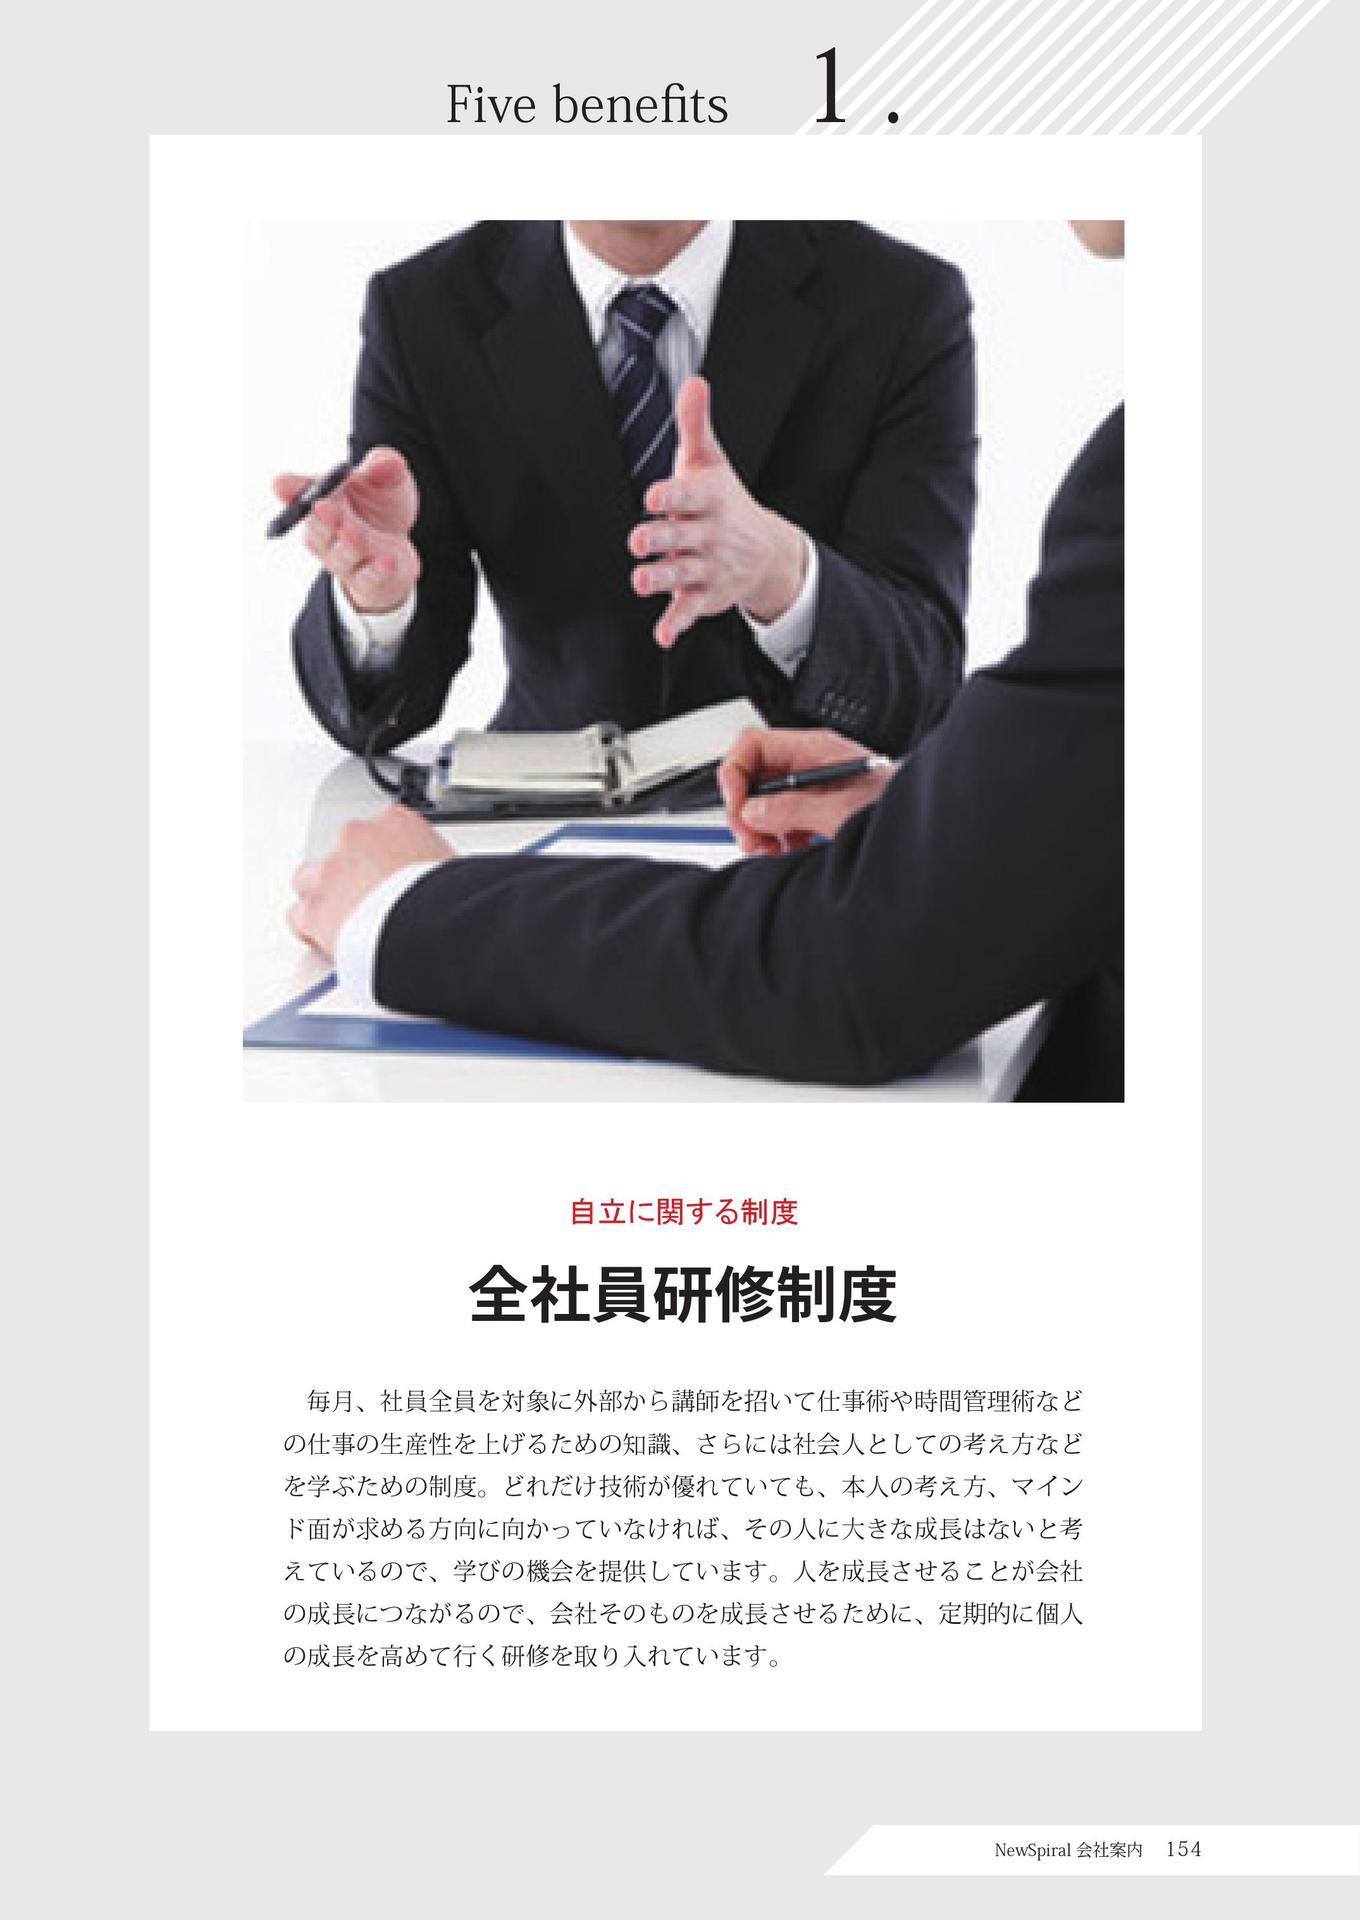 Five benefits 1.
自立に関する制度
全社員研修制度
　毎月、社員全員を対象に外部から講師を招いて仕事術や時間管理術など
の仕事の生産性を上げるための知識、さらには社会人としての考え方など
を学ぶための制度。どれだけ技術が優れていても、本人の考え方、マイン
ド面が求める方向に向かっていなければ、その人に大きな成長はないと考
えているので、学びの機会を提供しています。人を成長させることが会社
の成長につながるので、会社そのものを成長させるために、定期的に個人
の成長を高めて行く研修を取り入れています。
NewSpiral 会社案内 154